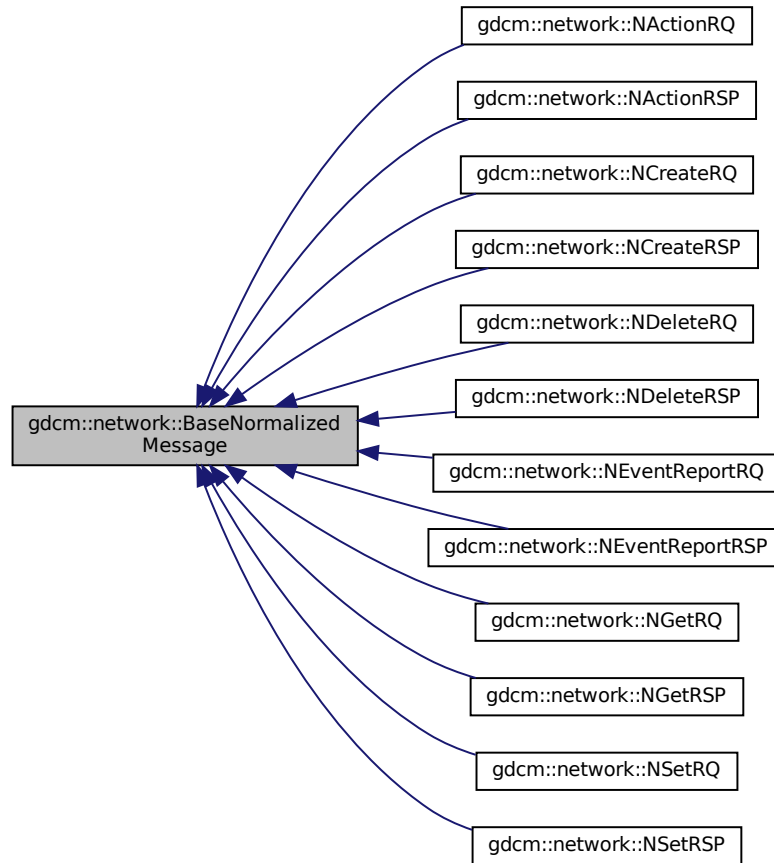 gdcm::network::NActionRQ
gdcm::network::NActionRSP
gdcm::network::NCreateRQ
gdcm::network::NCreateRSP
gdcm::network::NDeleteRQ
gdcm::network::NDeleteRSP
gdcm::network::BaseNormalized
Message
gdcm::network::NEventReportRQ
gdcm::network::NEventReportRSP
gdcm::network::NGetRQ
gdcm::network::NGetRSP
gdcm::network::NSetRQ
gdcm::network::NSetRSP